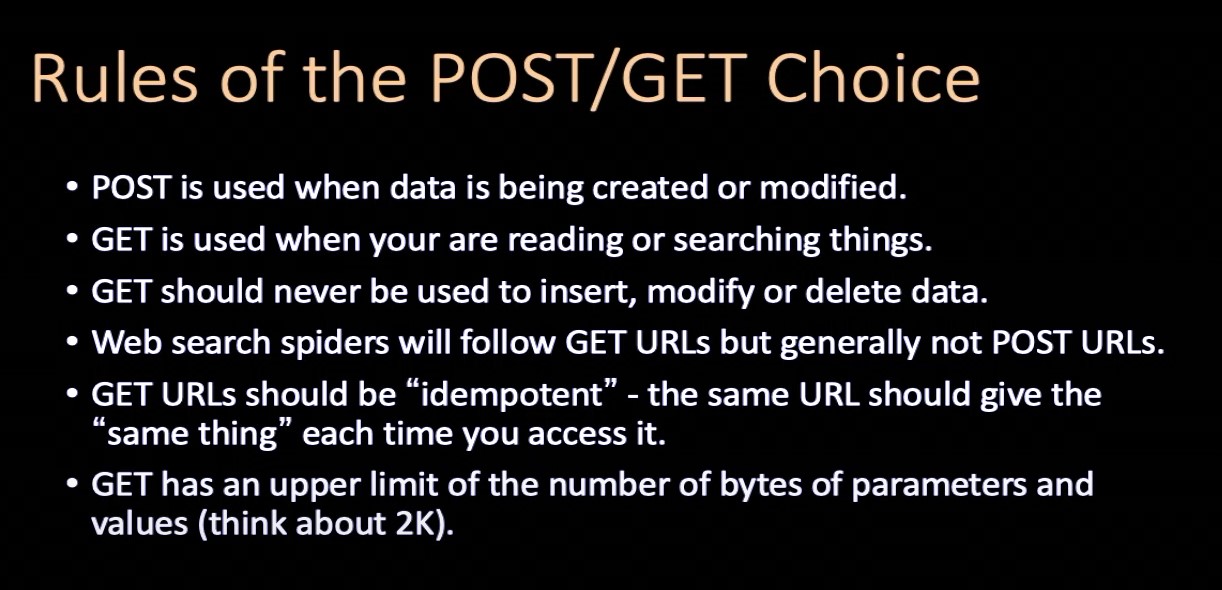 Rules of the POST/GET Choice
• POST is used when data is being created or modified.
• GET is used when your are reading or searching things.
• GET should never be used to insert, modify or delete data.
• Web search spiders will follow GET URLs but generally not POST URLs.
• GET URLs should be “idempotent” - the same URL should give the
“same thing” each time you access it.
• GET has an upper limit of the number of bytes of parameters and
values (think about 2K).